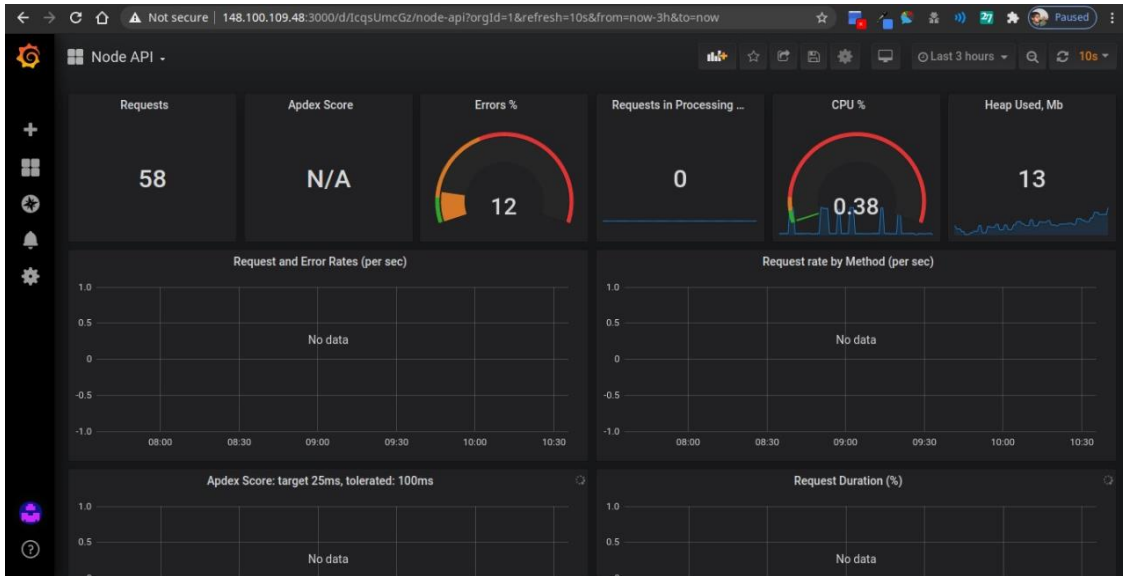 Not secure | 148.100.109.48:3000/d/IcqsUmcGz/node-api?orgId=1&refresh=10s&from=now-3h&to=now
27
Paused
Node API
Last 3 hours
10s
Requests
Apdex Score
Errors %
Requests in Processing ...
CPU %
Heap Used, Mb
58
N/A
12
0
0.38
13
Request and Error Rates (per sec)
1.0
0.5
0
-0.5
-1.0
No data
08:00 08:30 09:00 09:30 10:00 10:30
Request rate by Method (per sec)
1.0
0.5
0
-0.5
-1.0
No data
08:00 08:30 09:00 09:30 10:00 10:30
Apdex Score: target 25ms, tolerated: 100ms
1.0
0.5
No data
Request Duration (%)
1.0
0.5
No data